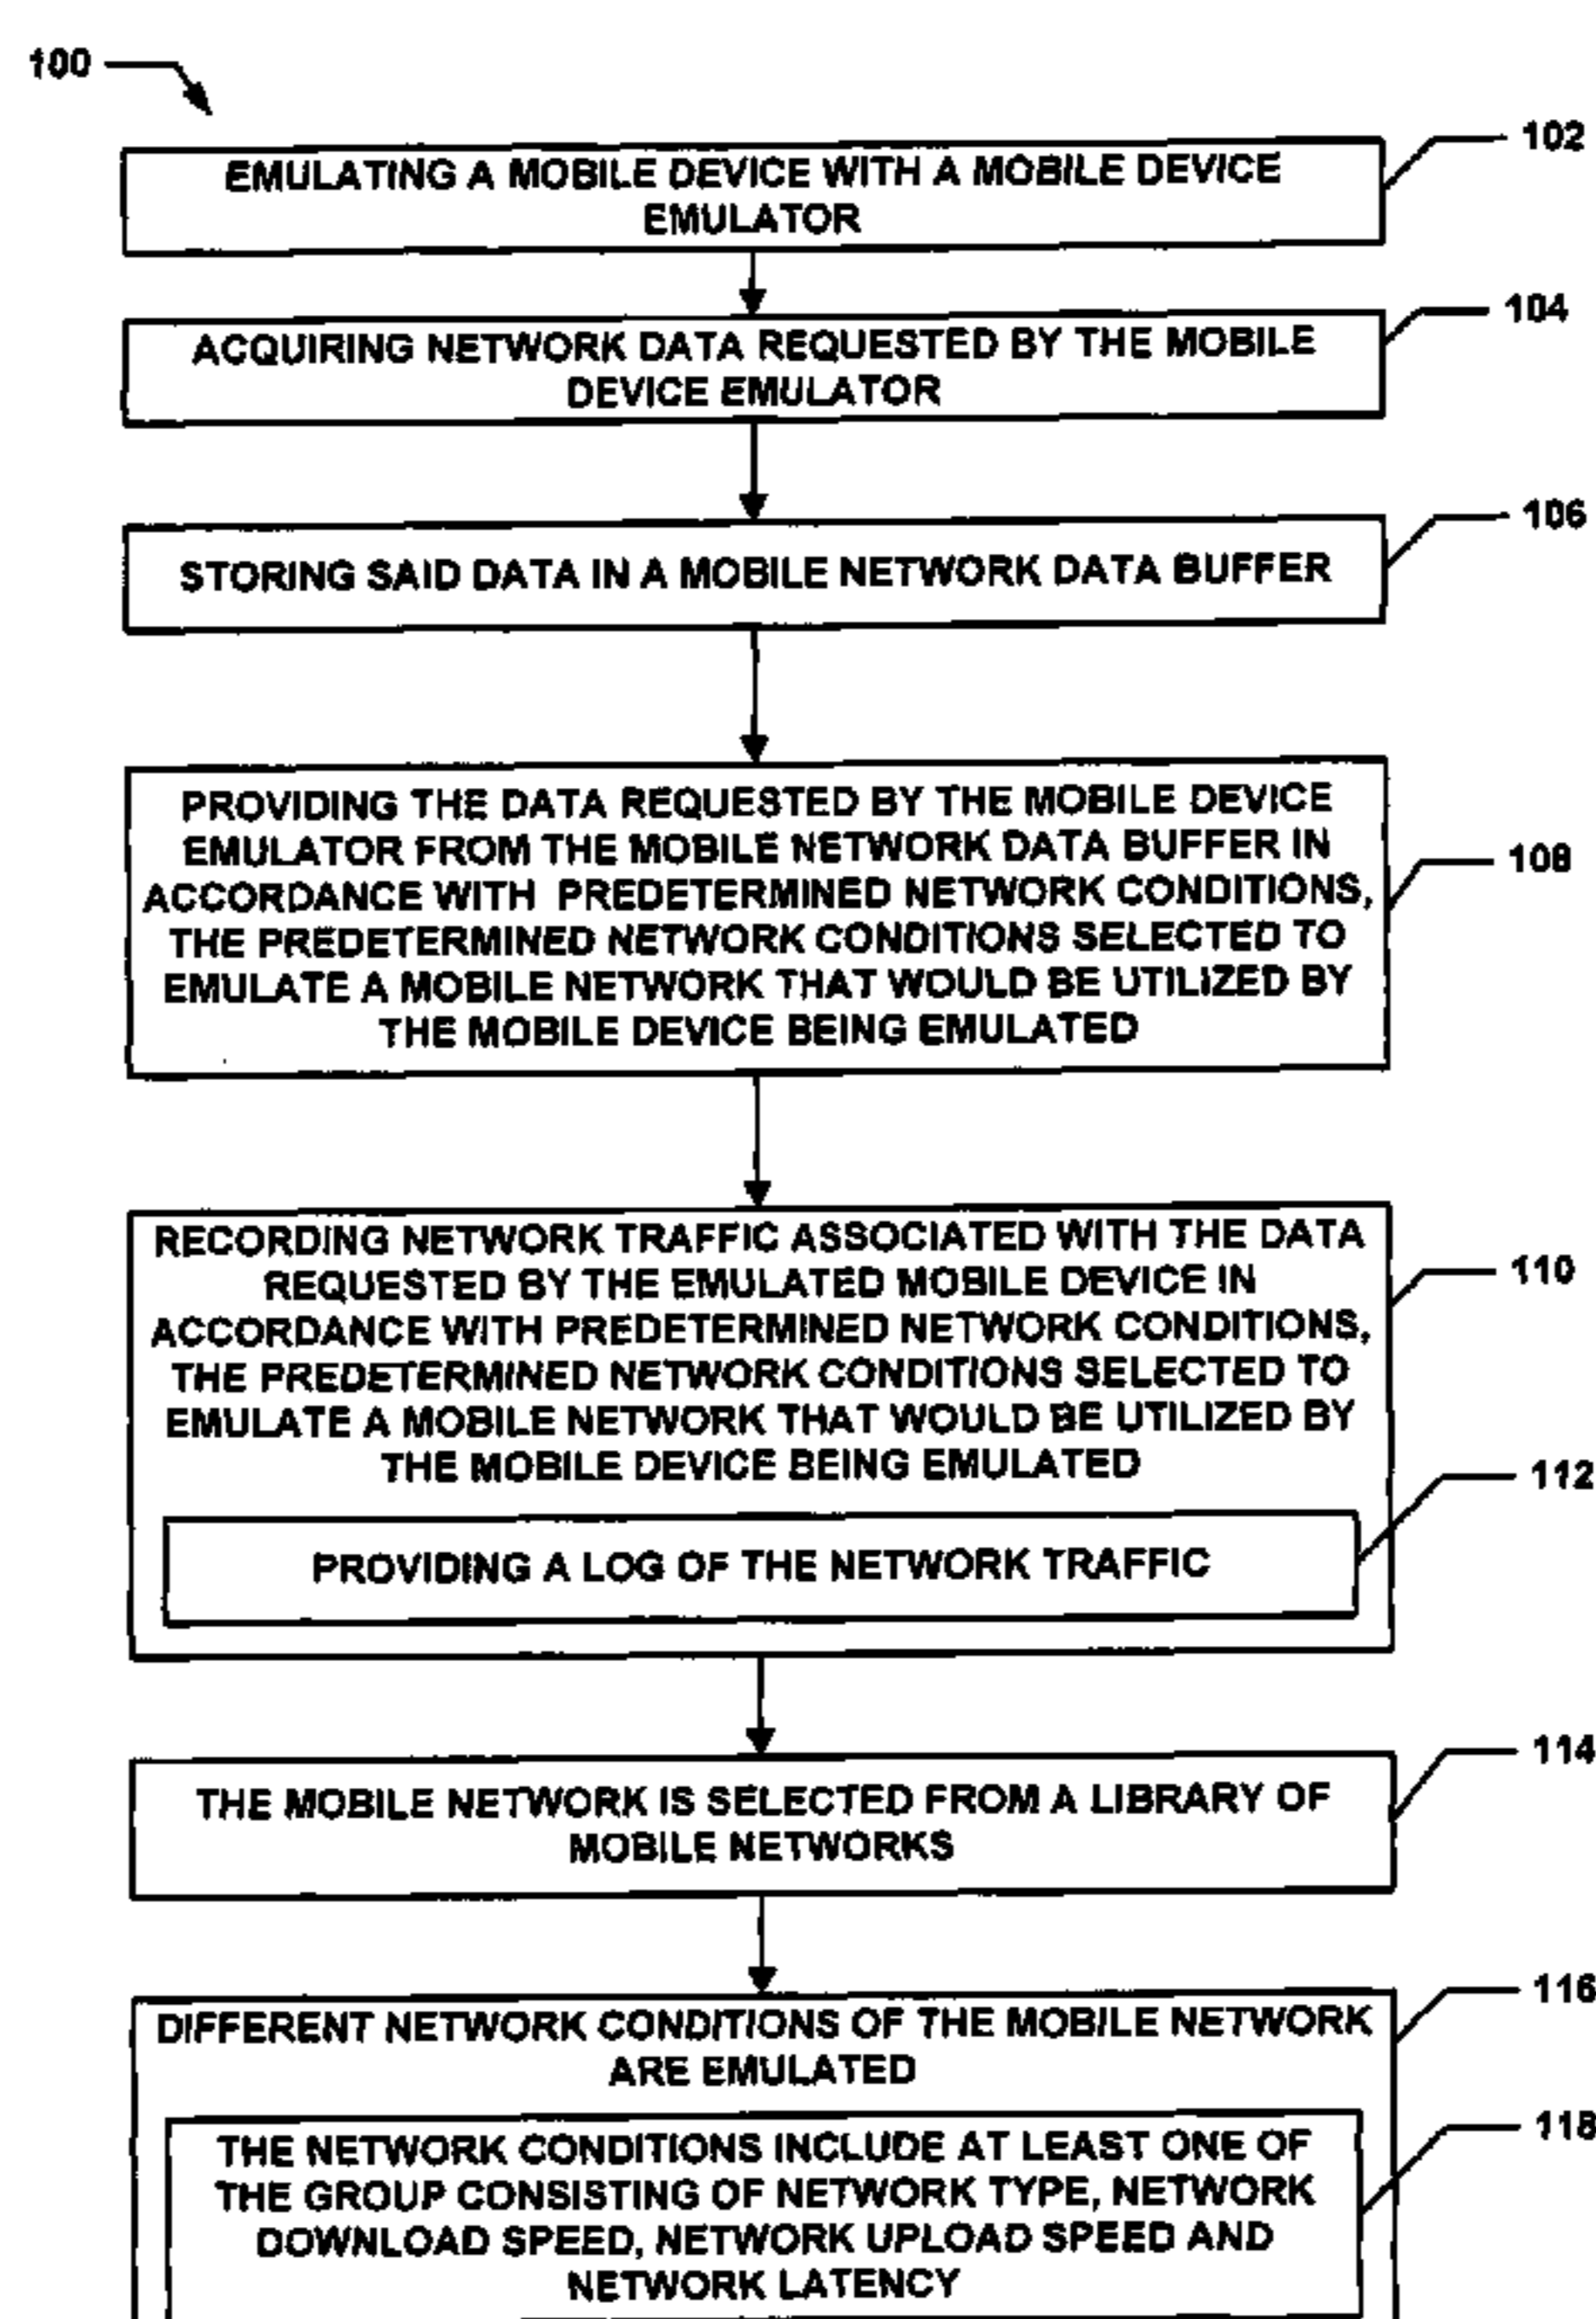 100
102
EMULATING A MOBILE DEVICE WITH A MOBILE DEVICE
EMULATOR
104
ACQUIRING NETWORK DATA REQUESTED BY THE MOBILE
DEVICE EMULATOR
106
STORING SAID DATA IN A MOBILE NETWORK DATA BUFFER
108
PROVIDING THE DATA REQUESTED BY THE MOBILE DEVICE
EMULATOR FROM THE MOBILE NETWORK DATA BUFFER IN
ACCORDANCE WITH PREDETERMINED NETWORK CONDITIONS,
THE PREDETERMINED NETWORK CONDITIONS SELECTED TO
EMULATE A MOBILE NETWORK THAT WOULD BE UTILIZED BY
THE MOBILE DEVICE BEING EMULATED
110
RECORDING NETWORK TRAFFIC ASSOCIATED WITH THE DATA
REQUESTED BY THE EMULATED MOBILE DEVICE IN
ACCORDANCE WITH PREDETERMINED NETWORK CONDITIONS,
THE PREDETERMINED NETWORK CONDITIONS SELECTED TO
EMULATE A MOBILE NETWORK THAT WOULD BE UTILIZED BY
THE MOBILE DEVICE BEING EMULATED
112
PROVIDING A LOG OF THE NETWORK TRAFFIC
114
THE MOBILE NETWORK IS SELECTED FROM A LIBRARY OF
MOBILE NETWORKS
116
DIFFERENT NETWORK CONDITIONS OF THE MOBILE NETWORK
ARE EMULATED
118
THE NETWORK CONDITIONS INCLUDE AT LEAST ONE OF
THE GROUP CONSISTING OF NETWORK TYPE, NETWORK
DOWNLOAD SPEED, NETWORK UPLOAD SPEED AND
NETWORK LATENCY